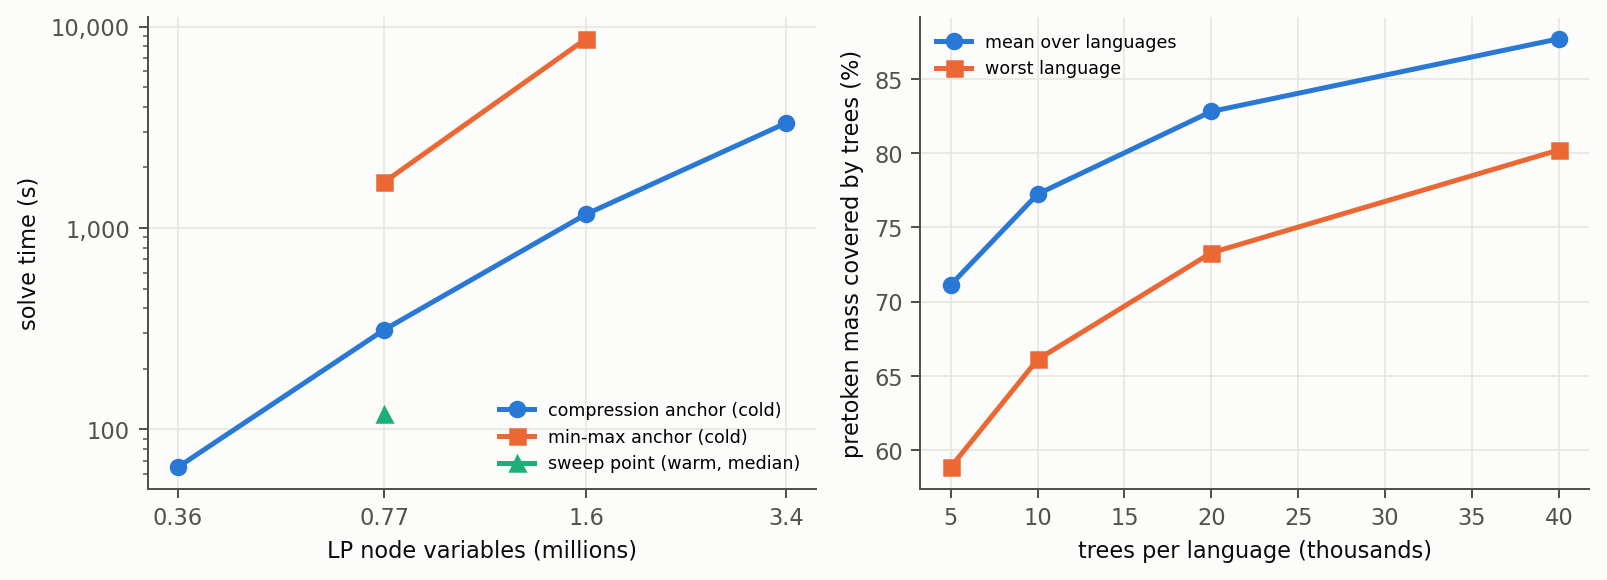 10,000
1,000
100
solve time (s)
0.36
0.77
1.6
3.4
LP node variables (millions)
compression anchor (cold)
min-max anchor (cold)
sweep point (warm, median)
85
80
75
70
65
60
pretoken mass covered by trees (%)
5
10
15
20
25
30
35
40
trees per language (thousands)
mean over languages
worst language